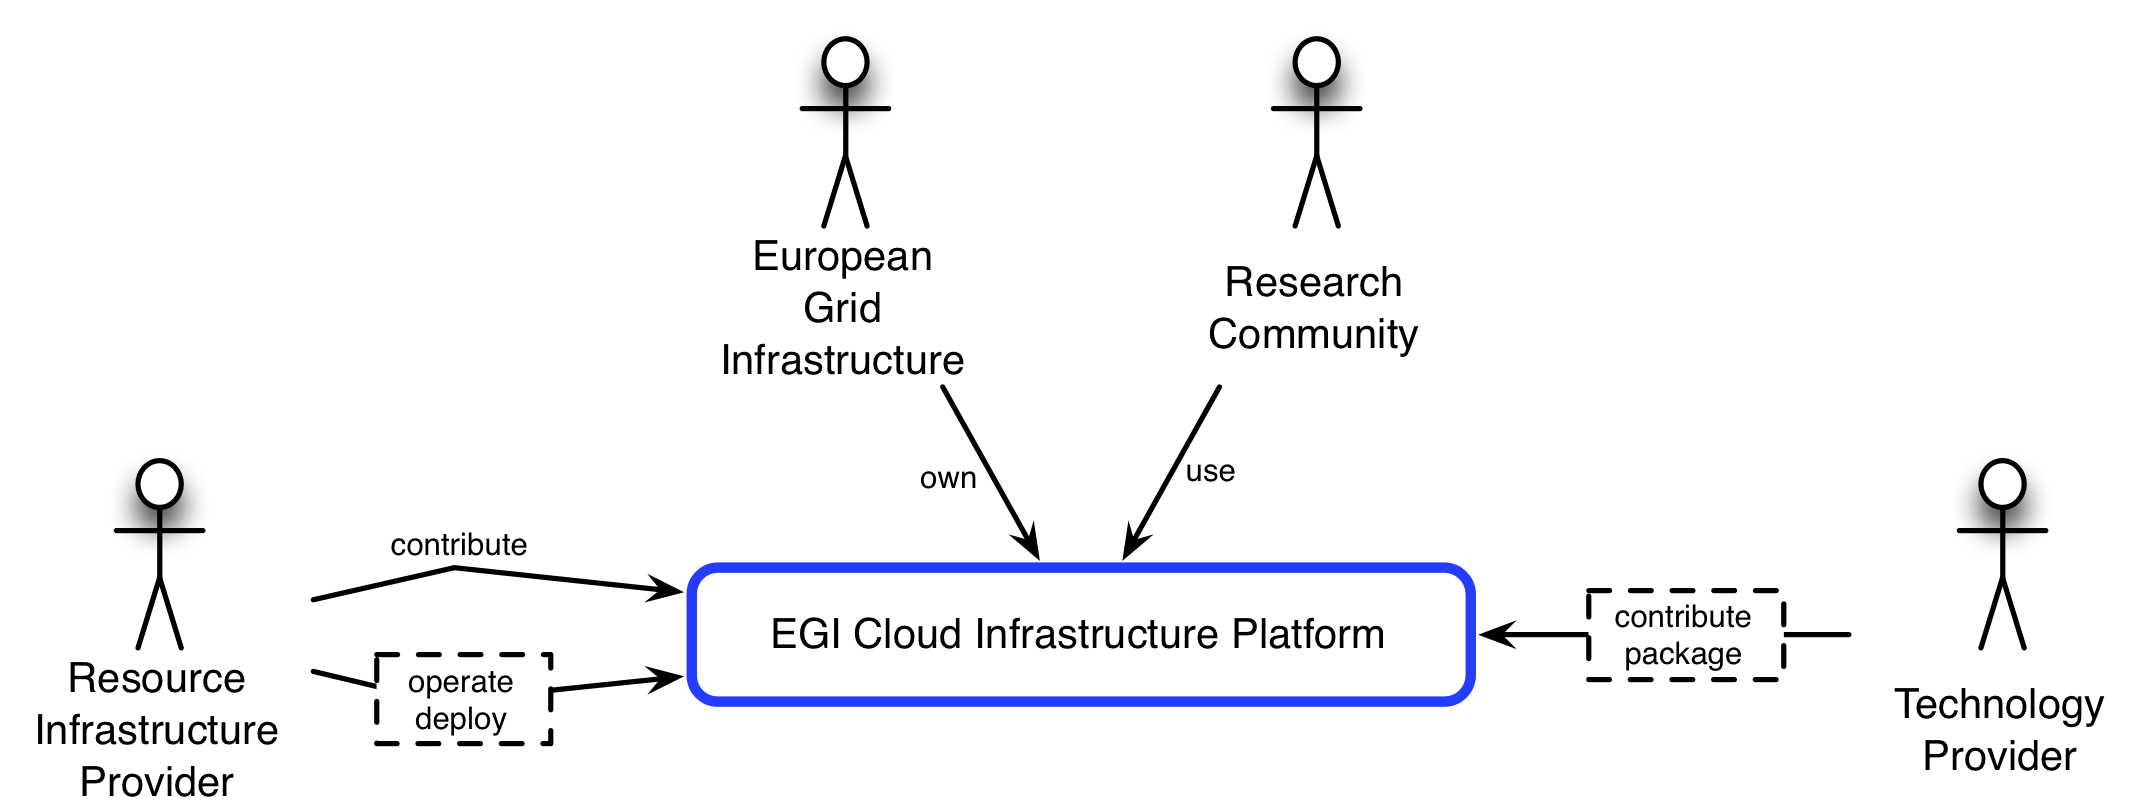 European
Grid
Infrastructure
Research
Community
own
use
contribute
operate
deploy
EGI Cloud Infrastructure Platform
contribute
package
Resource
Infrastructure
Provider
Technology
Provider